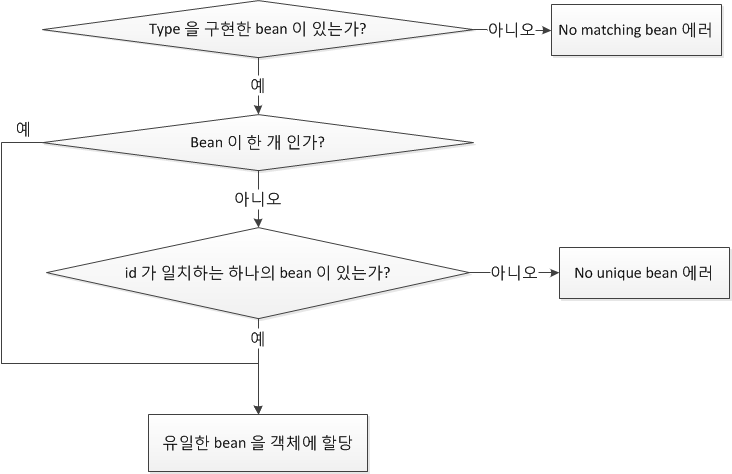 Type 을 구현한 bean 이 있는가?
아니오
No matching bean 에러
예
예
Bean 이 한 개 인가?
아니오
id 가 일치하는 하나의 bean 이 있는가?
아니오
No unique bean 에러
예
유일한 bean 을 객체에 할당